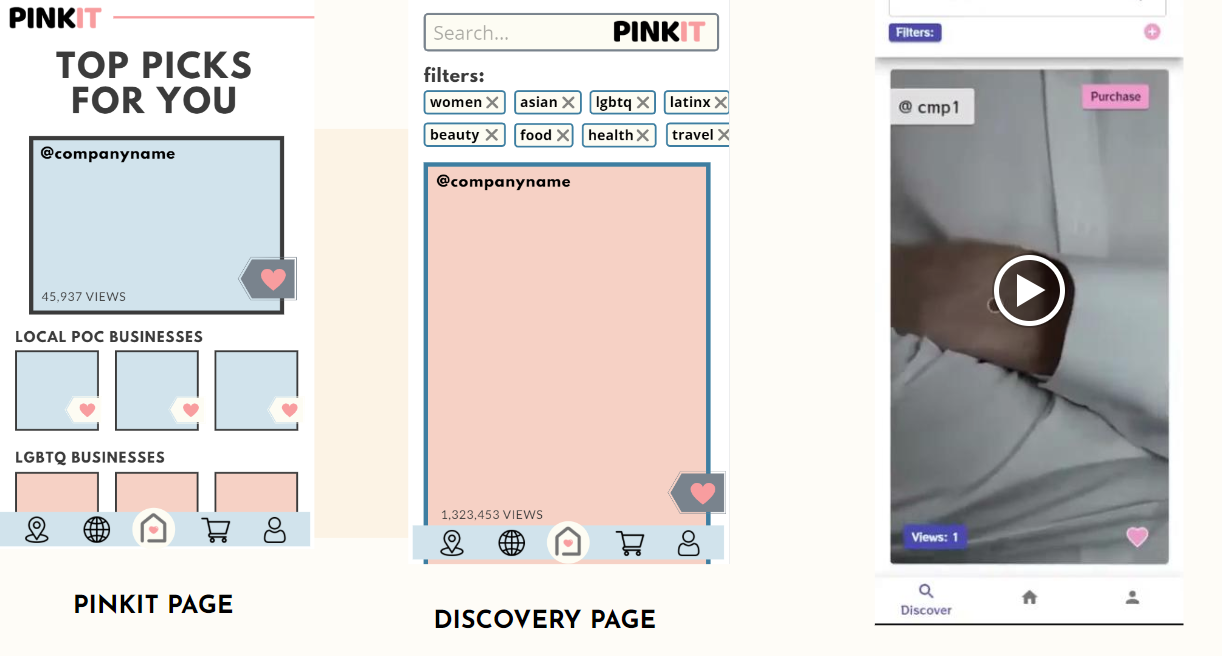 PINKIT
TOP PICKS
FOR YOU
@companyname
45,937 VIEWS
LOCAL POC BUSINESSES
LGBTQ BUSINESSES
PINKIT PAGE
Search...
PINKIT
filters:
women asian lgbtq latinx
beauty food health travel
@companyname
1,323,453 VIEWS
DISCOVERY PAGE
Filters:
@ cmp1
Purchase
Views: 1
Discover